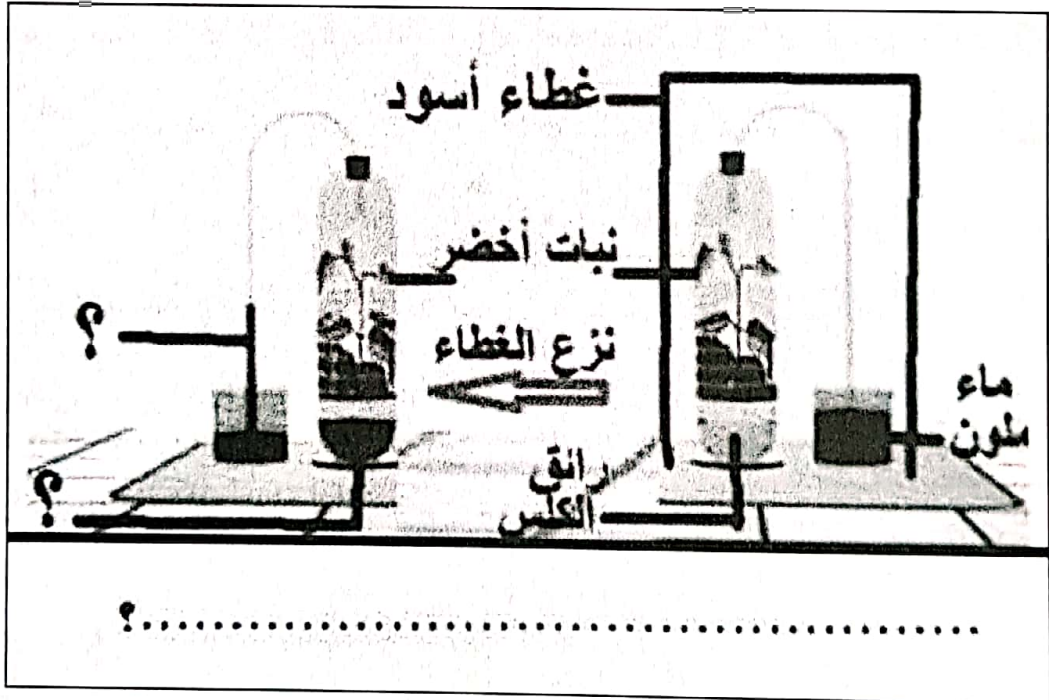 غطاء أسود
نبات أخضر
نزع الغطاء
ماء
ملون
رائق
الكلس
؟
؟
؟......................................................